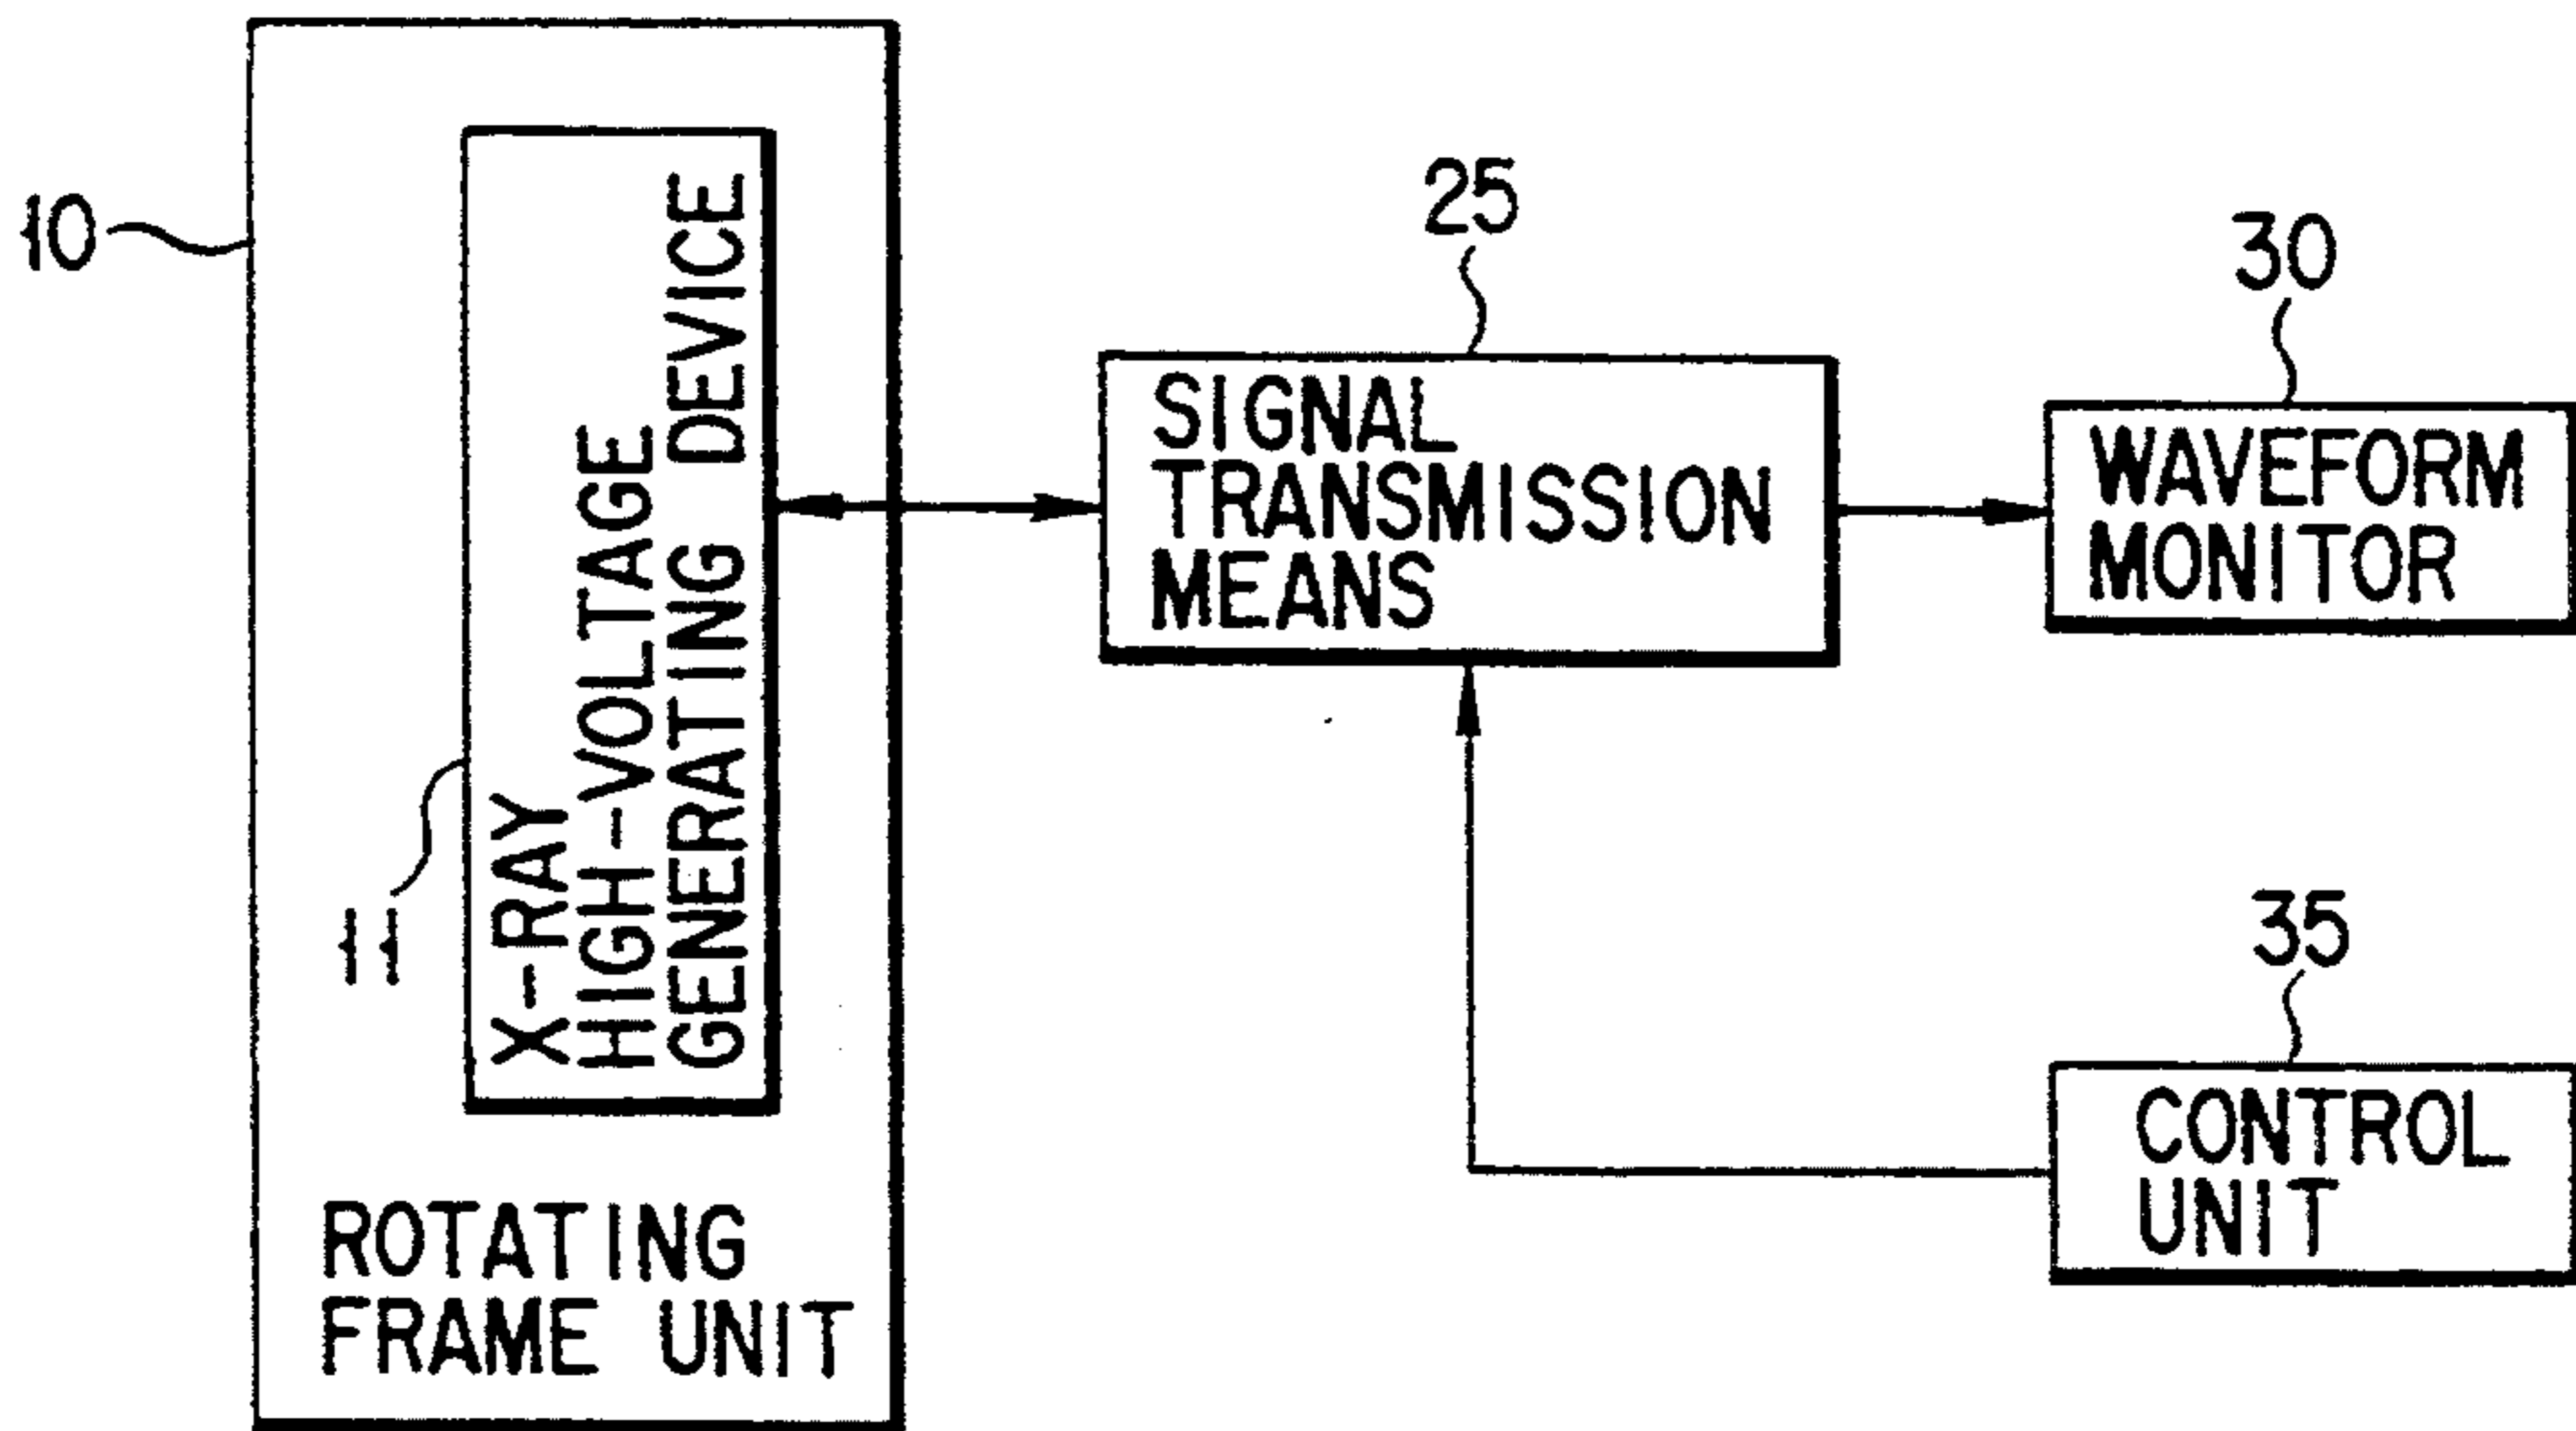 10
11
X-RAY
HIGH-VOLTAGE
GENERATING DEVICE
ROTATING
FRAME UNIT
25
SIGNAL
TRANSMISSION
MEANS
30
WAVEFORM
MONITOR
35
CONTROL
UNIT